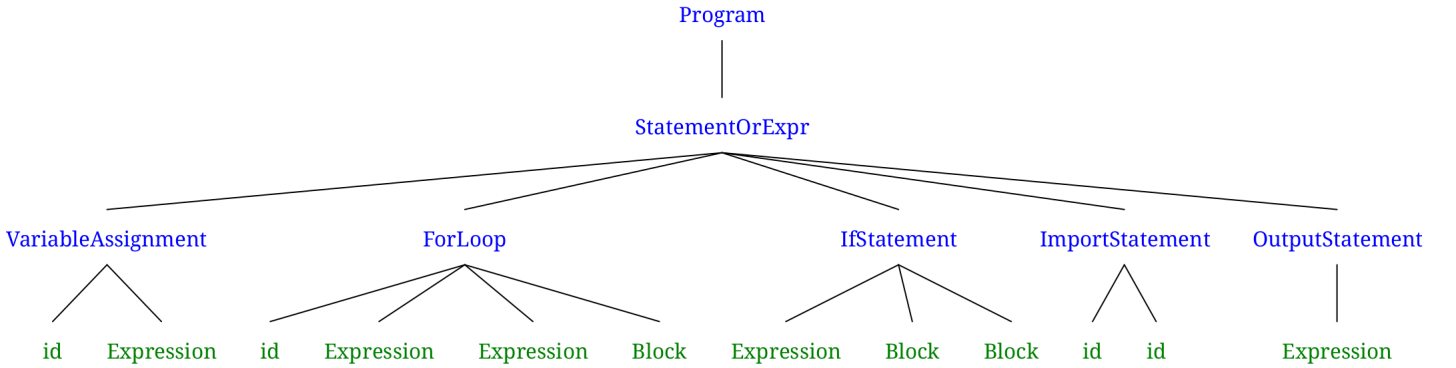 Program
StatementOrExpr
VariableAssignment ForLoop IfStatement ImportStatement OutputStatement
id Expression id Expression Expression Block Expression Block Block id id Expression